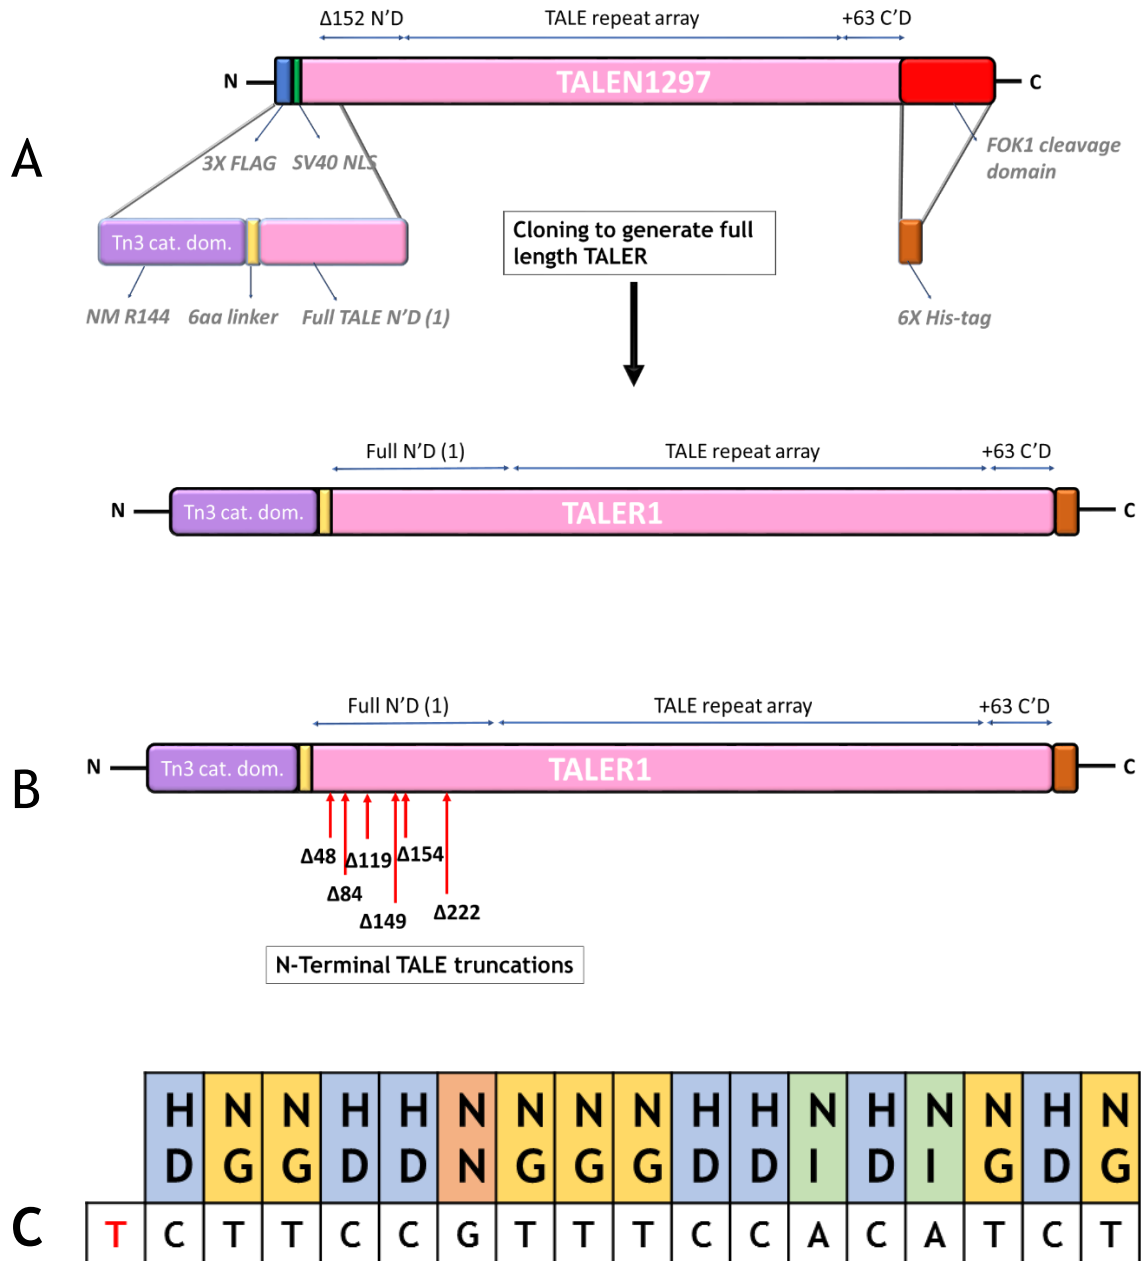 Δ152 N’D TALE repeat array +63 C’D
N TALEN1297 C
A
3X FLAG SV40 NLS
FOK1 cleavage
domain
Tn3 cat. dom.
Cloning to generate full
length TALER
NM R144 6aa linker Full TALE N’D (1)
6X His-tag
Full N’D (1) TALE repeat array +63 C’D
N Tn3 cat. dom. TALER1 C
Full N’D (1) TALE repeat array +63 C’D
N Tn3 cat. dom. TALER1 C
B
Δ48 Δ119 Δ154
Δ84 Δ149 Δ222
N-Terminal TALE truncations
H N N H H N N N N H H N H N N H N
D G G D D N G G G D D I D I G D G
C T C T T C C G T T T C C A C A T C T